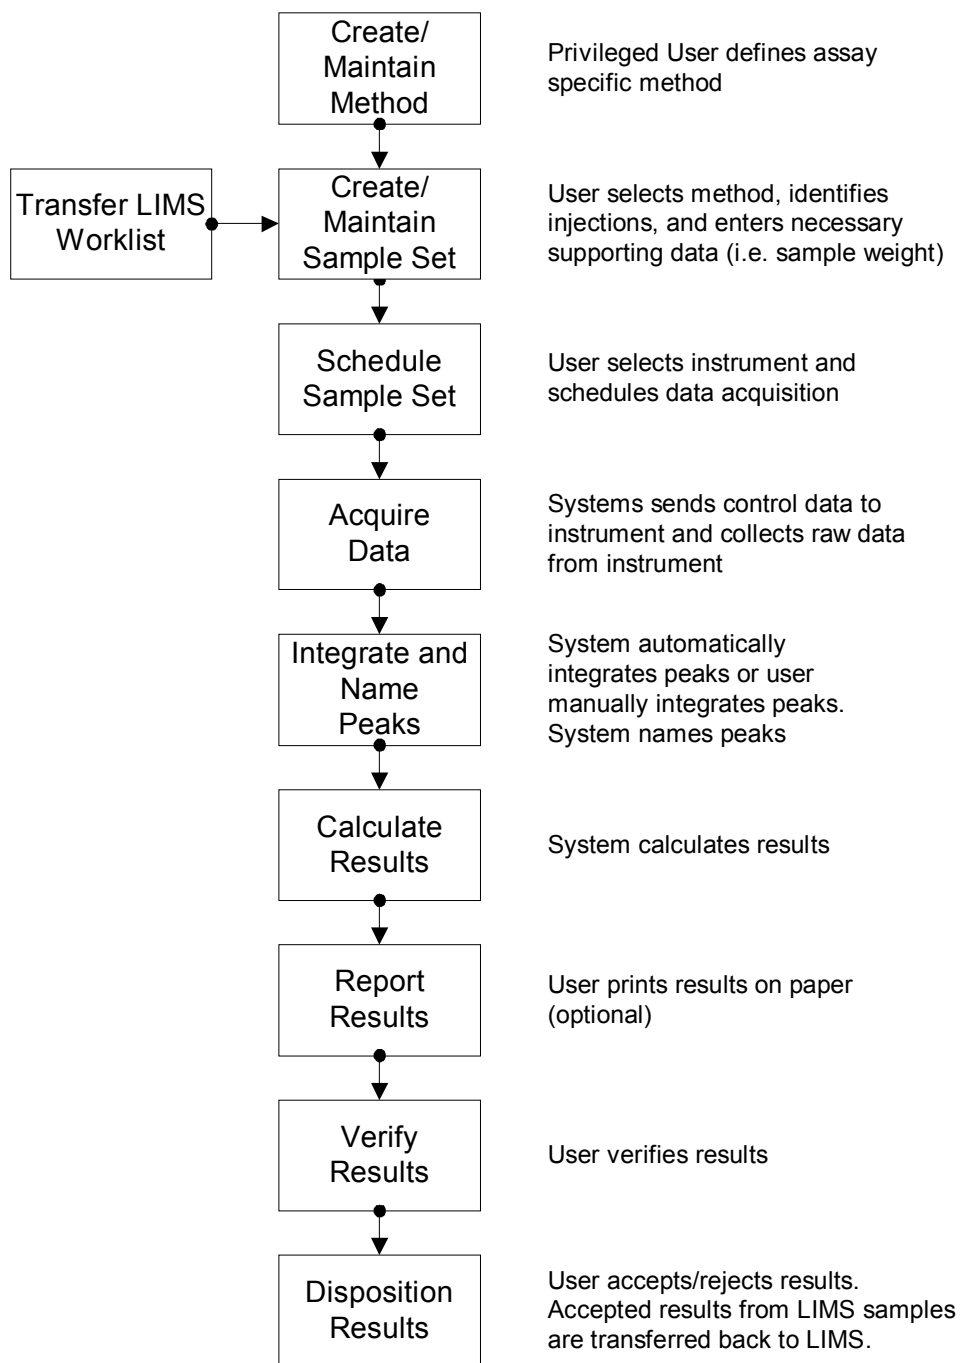 Create/
Maintain
Method
Privileged User defines assay
specific method
Transfer LIMS
Worklist
Create/
Maintain
Sample Set
User selects method, identifies
injections, and enters necessary
supporting data (i.e. sample weight)
Schedule
Sample Set
User selects instrument and
schedules data acquisition
Acquire
Data
Systems sends control data to
instrument and collects raw data
from instrument
Integrate and
Name
Peaks
System automatically
integrates peaks or user
manually integrates peaks.
System names peaks
Calculate
Results
System calculates results
Report
Results
User prints results on paper
(optional)
Verify
Results
User verifies results
Disposition
Results
User accepts/rejects results.
Accepted results from LIMS samples
are transferred back to LIMS.